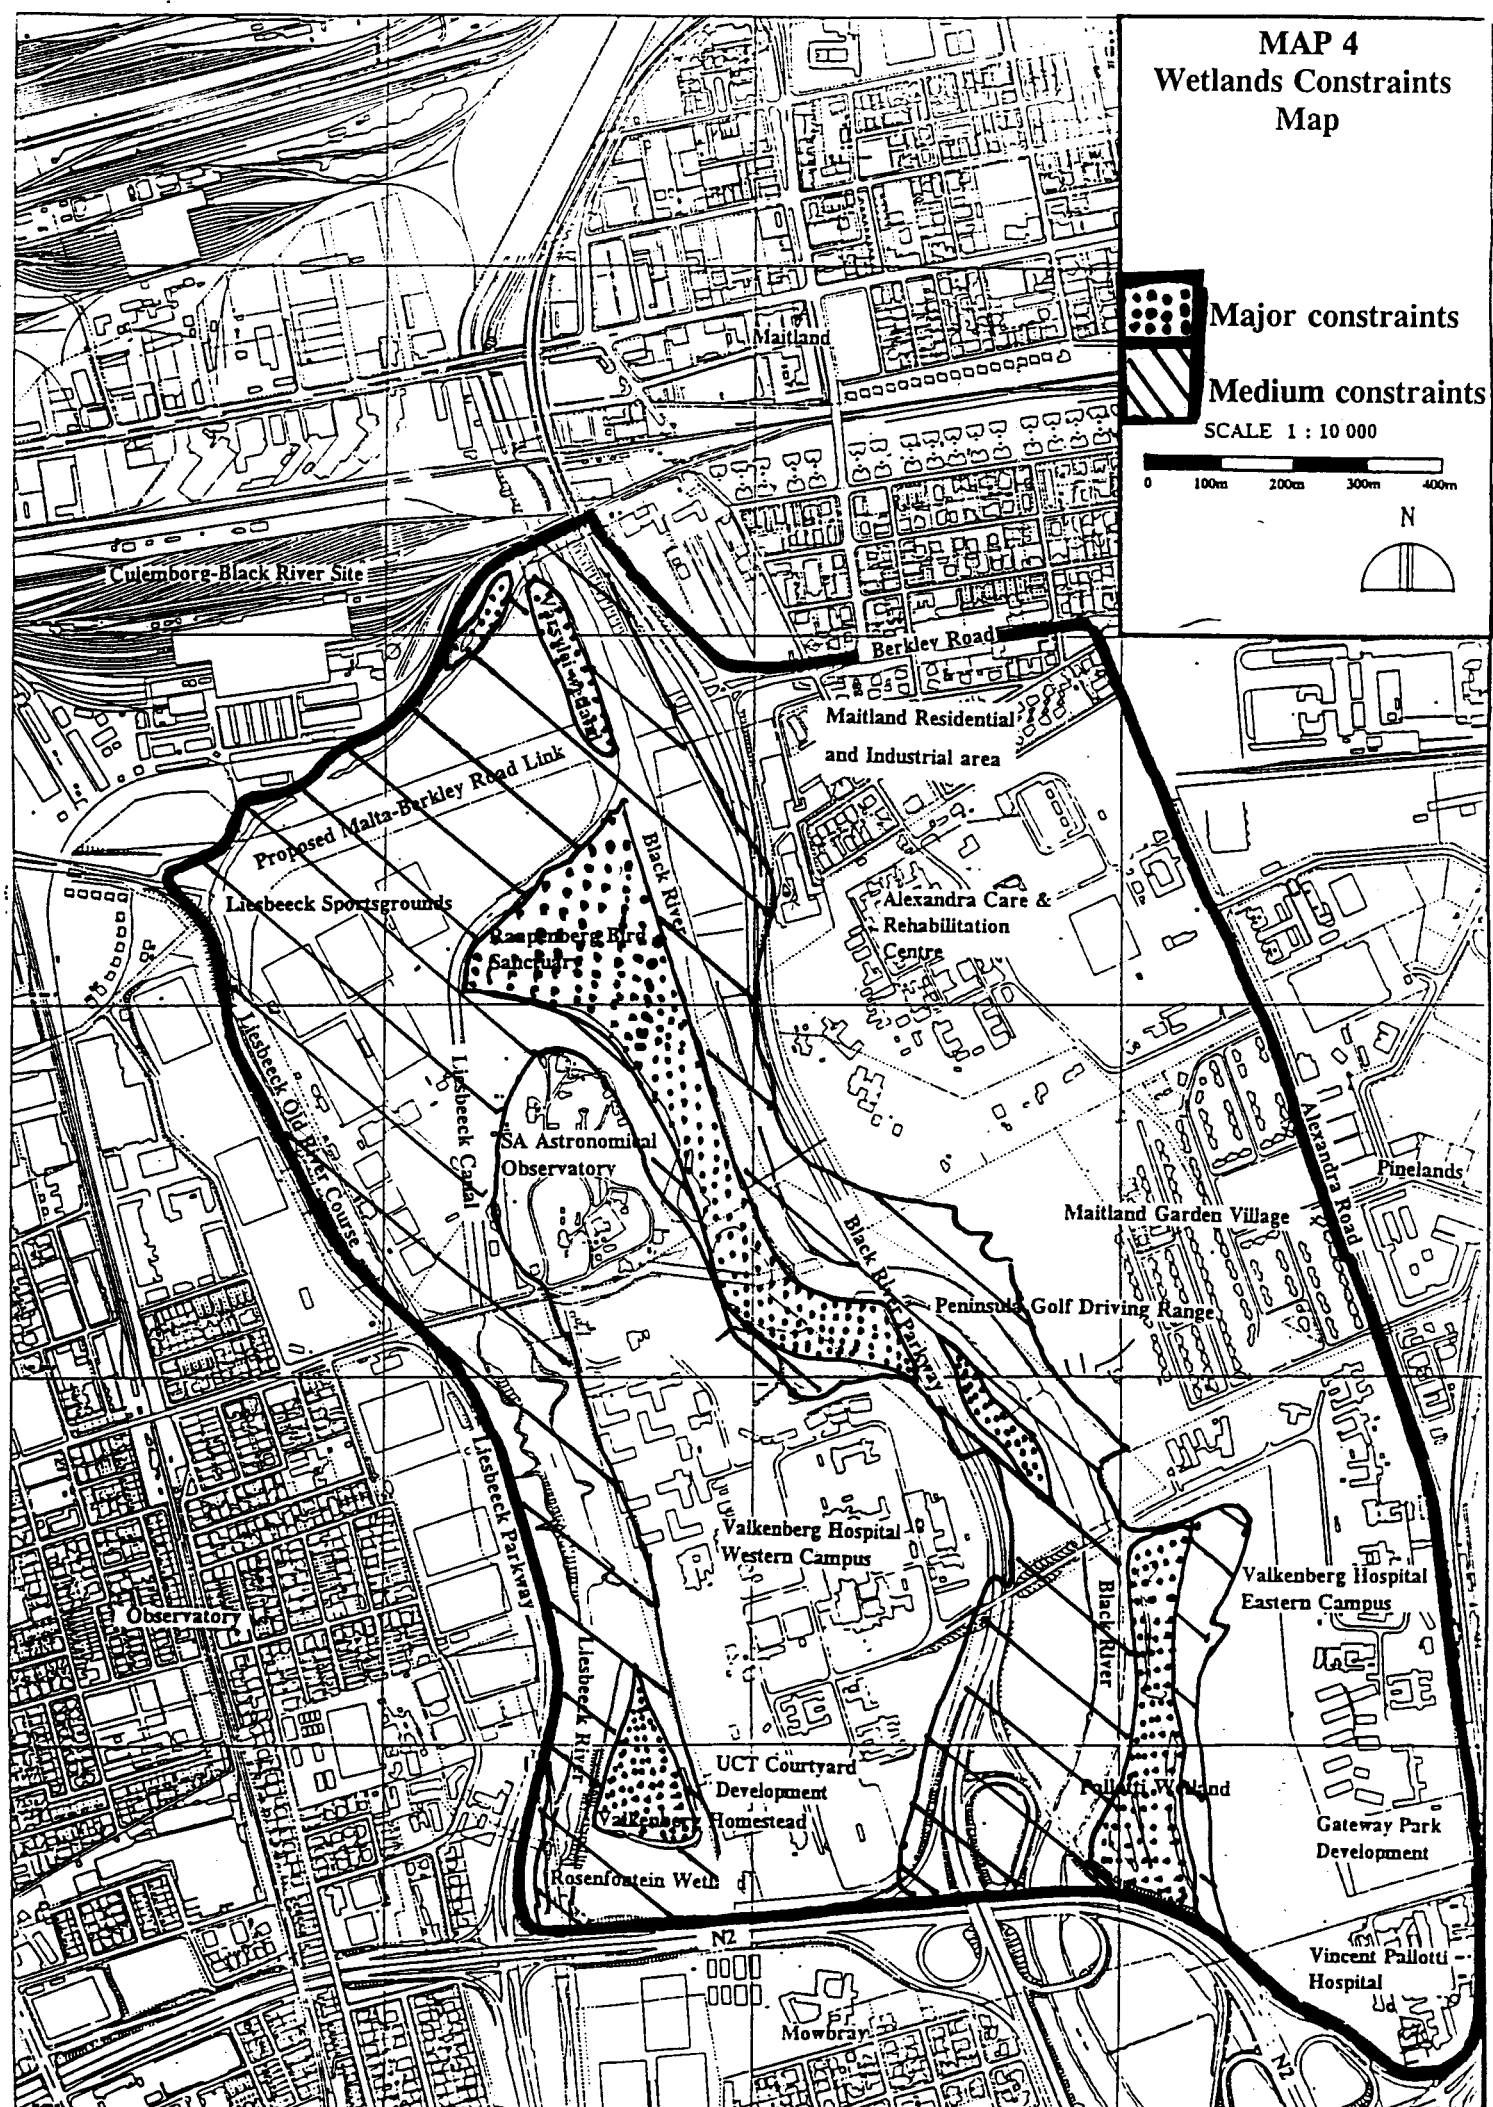 MAP 4
Wetlands Constraints
Map
Major constraints
Medium constraints
SCALE 1 : 10 000
0 100m 200m 300m 400m
N
Maitland
Culemborg-Black River Site
Berkley Road
Maitland Residential
and Industrial area
Proposed Malta-Berkley Road Link
Black River
Liesbeeck Sportsgrounds
Alexandra Care &
Rehabilitation
Centre
Raapenberg Bird
Sanctuary
Liesbeeck Old River Course
Liesbeeck Canal
SA Astronomical
Observatory
Alexandra Road
Pinelands
Maitland Garden Village
Black River Parkway
Peninsula Golf Driving Range
Liesbeeck Parkway
Valkenberg Hospital
Western Campus
Valkenberg Hospital
Eastern Campus
Black River
Observatory
Liesbeeck River
UCT Courtyard
Development
Pallotti Wetland
Valkenberg Homestead
Gateway Park
Development
Rosenfontein Wetl
N2
Vincent Pallotti
Hospital
Mowbray
N2